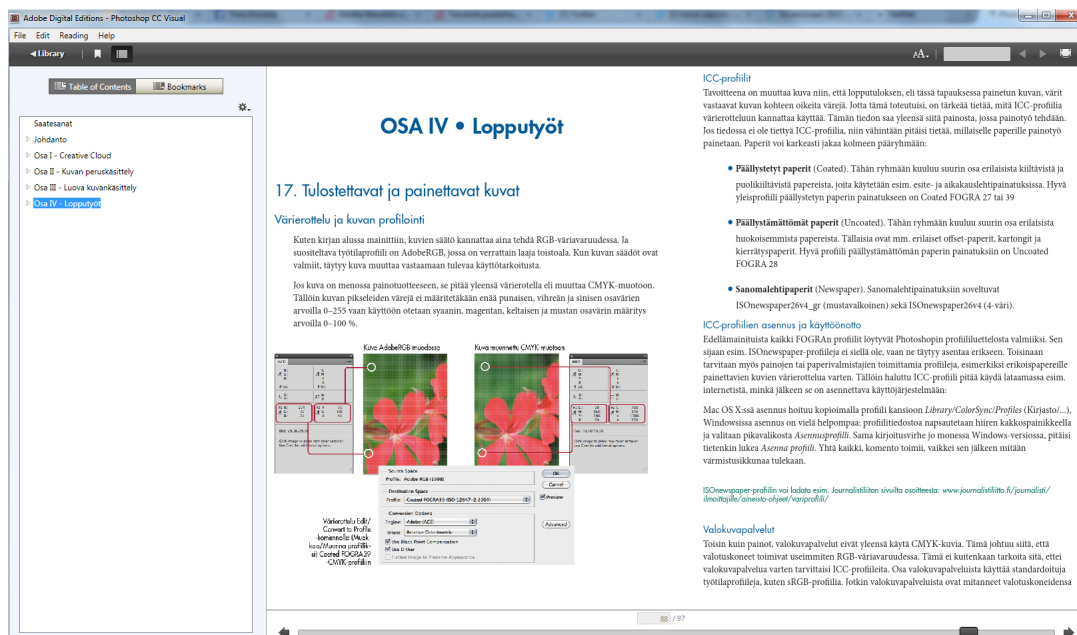 Adobe Digital Editions - Photoshop CC Visual
File Edit Reading Help
Library
AA
Table of Contents Bookmarks
Saatesanat
Johdanto
Osa I - Creative Cloud
Osa II - Kuvan peruskäsittely
Osa III - Luova kuvankäsittely
Osa IV - Lopputyöt
OSA IV • Lopputyöt
17. Tulostettavat ja painettavat kuvat
Värierottelu ja kuvan profilointi
Kuten kirjan alussa mainittiin, kuvien säätö kannattaa aina tehdä RGB-väriavaruudessa. Ja
suositeltava työtilaprofiili on AdobeRGB, jossa on verrattain laaja toistoala. Kun kuvan säädöt ovat
valmiit, täytyy kuva muuttaa vastaamaan tulevaa käyttötarkoitusta.
Jos kuva on menossa painotuotteeseen, se pitää yleensä värierotella eli muuttaa CMYK-muotoon.
Tällöin kuvan pikseleiden värejä ei määritetäkään enää punaisen, vihreän ja sinisen osavärien
arvoilla 0–255 vaan käyttöön otetaan syaanin, magentan, keltaisen ja mustan osavärin määritys
arvoilla 0–100 %.
Kuva AdobeRGB muodossa
Kuva muunnettu CMYK muotoon
Source Space
Profile: Adobe RGB (1998)
Destination Space
Profile: Coated FOGRA39 (ISO 12647-2:2004)
Conversion Options
Engine: Adobe (ACE)
Intent: Relative Colorimetric
Use Black Point Compensation
Use Dither
Flatten Image to Preserve Appearance
OK
Cancel
Preview
Advanced
Värierottelu Edit/
Convert to Profile
-komennolla (Muok-
kaa/Muunna profiilik-
si) Coated FOGRA39
-CMYK-profiiliin
ICC-profiilit
Tavoitteena on muuttaa kuva niin, että lopputuloksen, eli tässä tapauksessa painetun kuvan, värit
vastaavat kuvan kohteen oikeita värejä. Jotta tämä toteutuisi, on tärkeää tietää, mitä ICC-profiilia
värierotteluun kannattaa käyttää. Tämän tiedon saa yleensä siitä painosta, jossa painotyö tehdään.
Jos tiedossa ei ole tiettyä ICC-profiilia, niin vähintään pitäisi tietää, millaiselle paperille painotyö
painetaan. Paperit voi karkeasti jakaa kolmeen pääryhmään:
• Päällystetyt paperit (Coated). Tähän ryhmään kuuluu suurin osa erilaisista kiiltävistä ja
puolikiiltävistä papereista, joita käytetään esim. esite- ja aikakauslehtipainatuksissa. Hyvä
yleisprofiili päällystetyn paperin painatukseen on Coated FOGRA 27 tai 39
• Päällystämättömät paperit (Uncoated). Tähän ryhmään kuuluu suurin osa erilaisista
huokoisemmista papereista. Tällaisia ovat mm. erilaiset offset-paperit, kartongit ja
kierrätyspaperit. Hyvä profiili päällystämättömän paperin painatuksiin on Uncoated
FOGRA 28
• Sanomalehtipaperit (Newspaper). Sanomalehtipainatuksiin soveltuvat
ISOnewspaper26v4_gr (mustavalkoinen) sekä ISOnewspaper26v4 (4-väri).
ICC-profiilien asennus ja käyttöönotto
Edellämainituista kaikki FOGRAn profiilit löytyvät Photoshopin profiililuettelosta valmiiksi. Sen
sijaan esim. ISOnewspaper-profiileja ei siellä ole, vaan ne täytyy asentaa erikseen. Toisinaan
tarvitaan myös painojen tai paperivalmistajien toimittamia profiileja, esimerkiksi erikoispapereille
painettavien kuvien värierottelua varten. Tällöin haluttu ICC-profiili pitää käydä lataamassa esim.
internetistä, minkä jälkeen se on asennettava käyttöjärjestelmään:
Mac OS X:ssä asennus hoituu kopioimalla profiili kansioon Library/ColorSync/Profiles (Kirjasto/...),
Windowsissa asennus on vielä helpompaa: profiilitiedostoa napsautetaan hiiren kakkospainikkeella
ja valitaan pikavalikosta Asennusprofiili. Sama kirjoitusvirhe jo monessa Windows-versiossa, pitäisi
tietenkin lukea Asenna profiili. Yhtä kaikki, komento toimii, vaikkei sen jälkeen mitään
varmistusikkunaa tulekaan.
ISOnewspaper-profiilin voi ladata esim. Journalistiliiton sivuilta osoitteesta: www.journalistiliitto.fi/journalisti/
ilmoittajille/aineisto-ohjeet/variprofiili/
Valokuvapalvelut
Toisin kuin painot, valokuvapalvelut eivät yleensä käytä CMYK-kuvia. Tämä johtuu siitä, että
valotuskoneet toimivat useimmiten RGB-väriavaruudessa. Tämä ei kuitenkaan tarkoita sitä, ettei
valokuvapalvelua varten tarvittaisi ICC-profiileita. Osa valokuvapalveluista käyttää standardoituja
työtilaprofiileja, kuten sRGB-profiilia. Jotkin valokuvapalveluista ovat mitanneet valotuskoneidensa
88 / 97